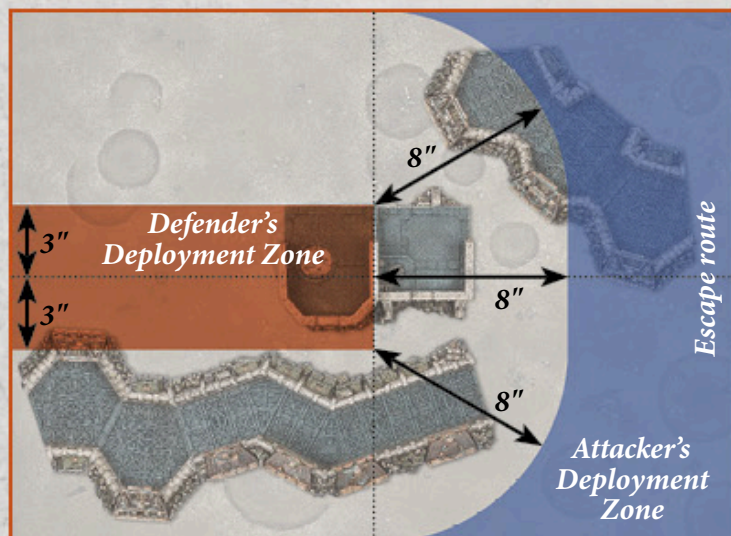 8"
Defender's
Deployment Zone
3"
3"
8"
Escape route
8"
Attacker's
Deployment
Zone